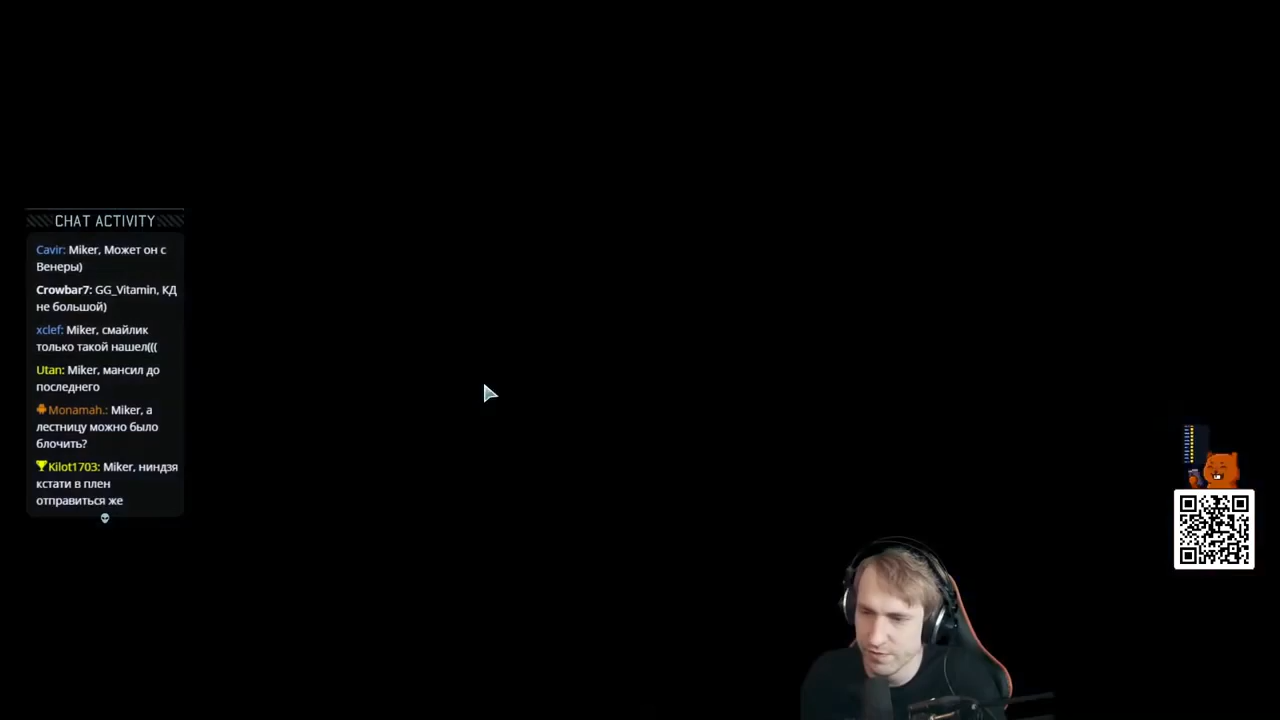 CHAT ACTIVITY
Cavir: Miker, Может он с
Венеры)
Crowbar7: GG_Vitamin, КД
не большой)
xclef: Miker, смайлик
только такой нашел(((
Utan: Miker, мансил до
последнего
Monamah.: Miker, а
лестницу можно было
блочить?
Kilot1703: Miker, ниндзя
кстати в плен
отправиться же